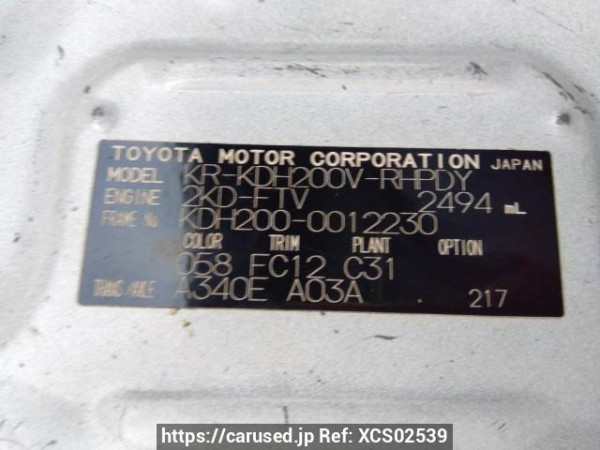 TOYOTA MOTOR CORPORATION JAPAN
MODEL KR-KDH200V-RHPDY
ENGINE 2KD-FTV 2494 mL
FRAME No KDH200-0012230
COLOR TRIM PLANT OPTION
058 FC12 C31
TRANS/AXLE A340E A03A 217
https://carused.jp Ref: XCS02539